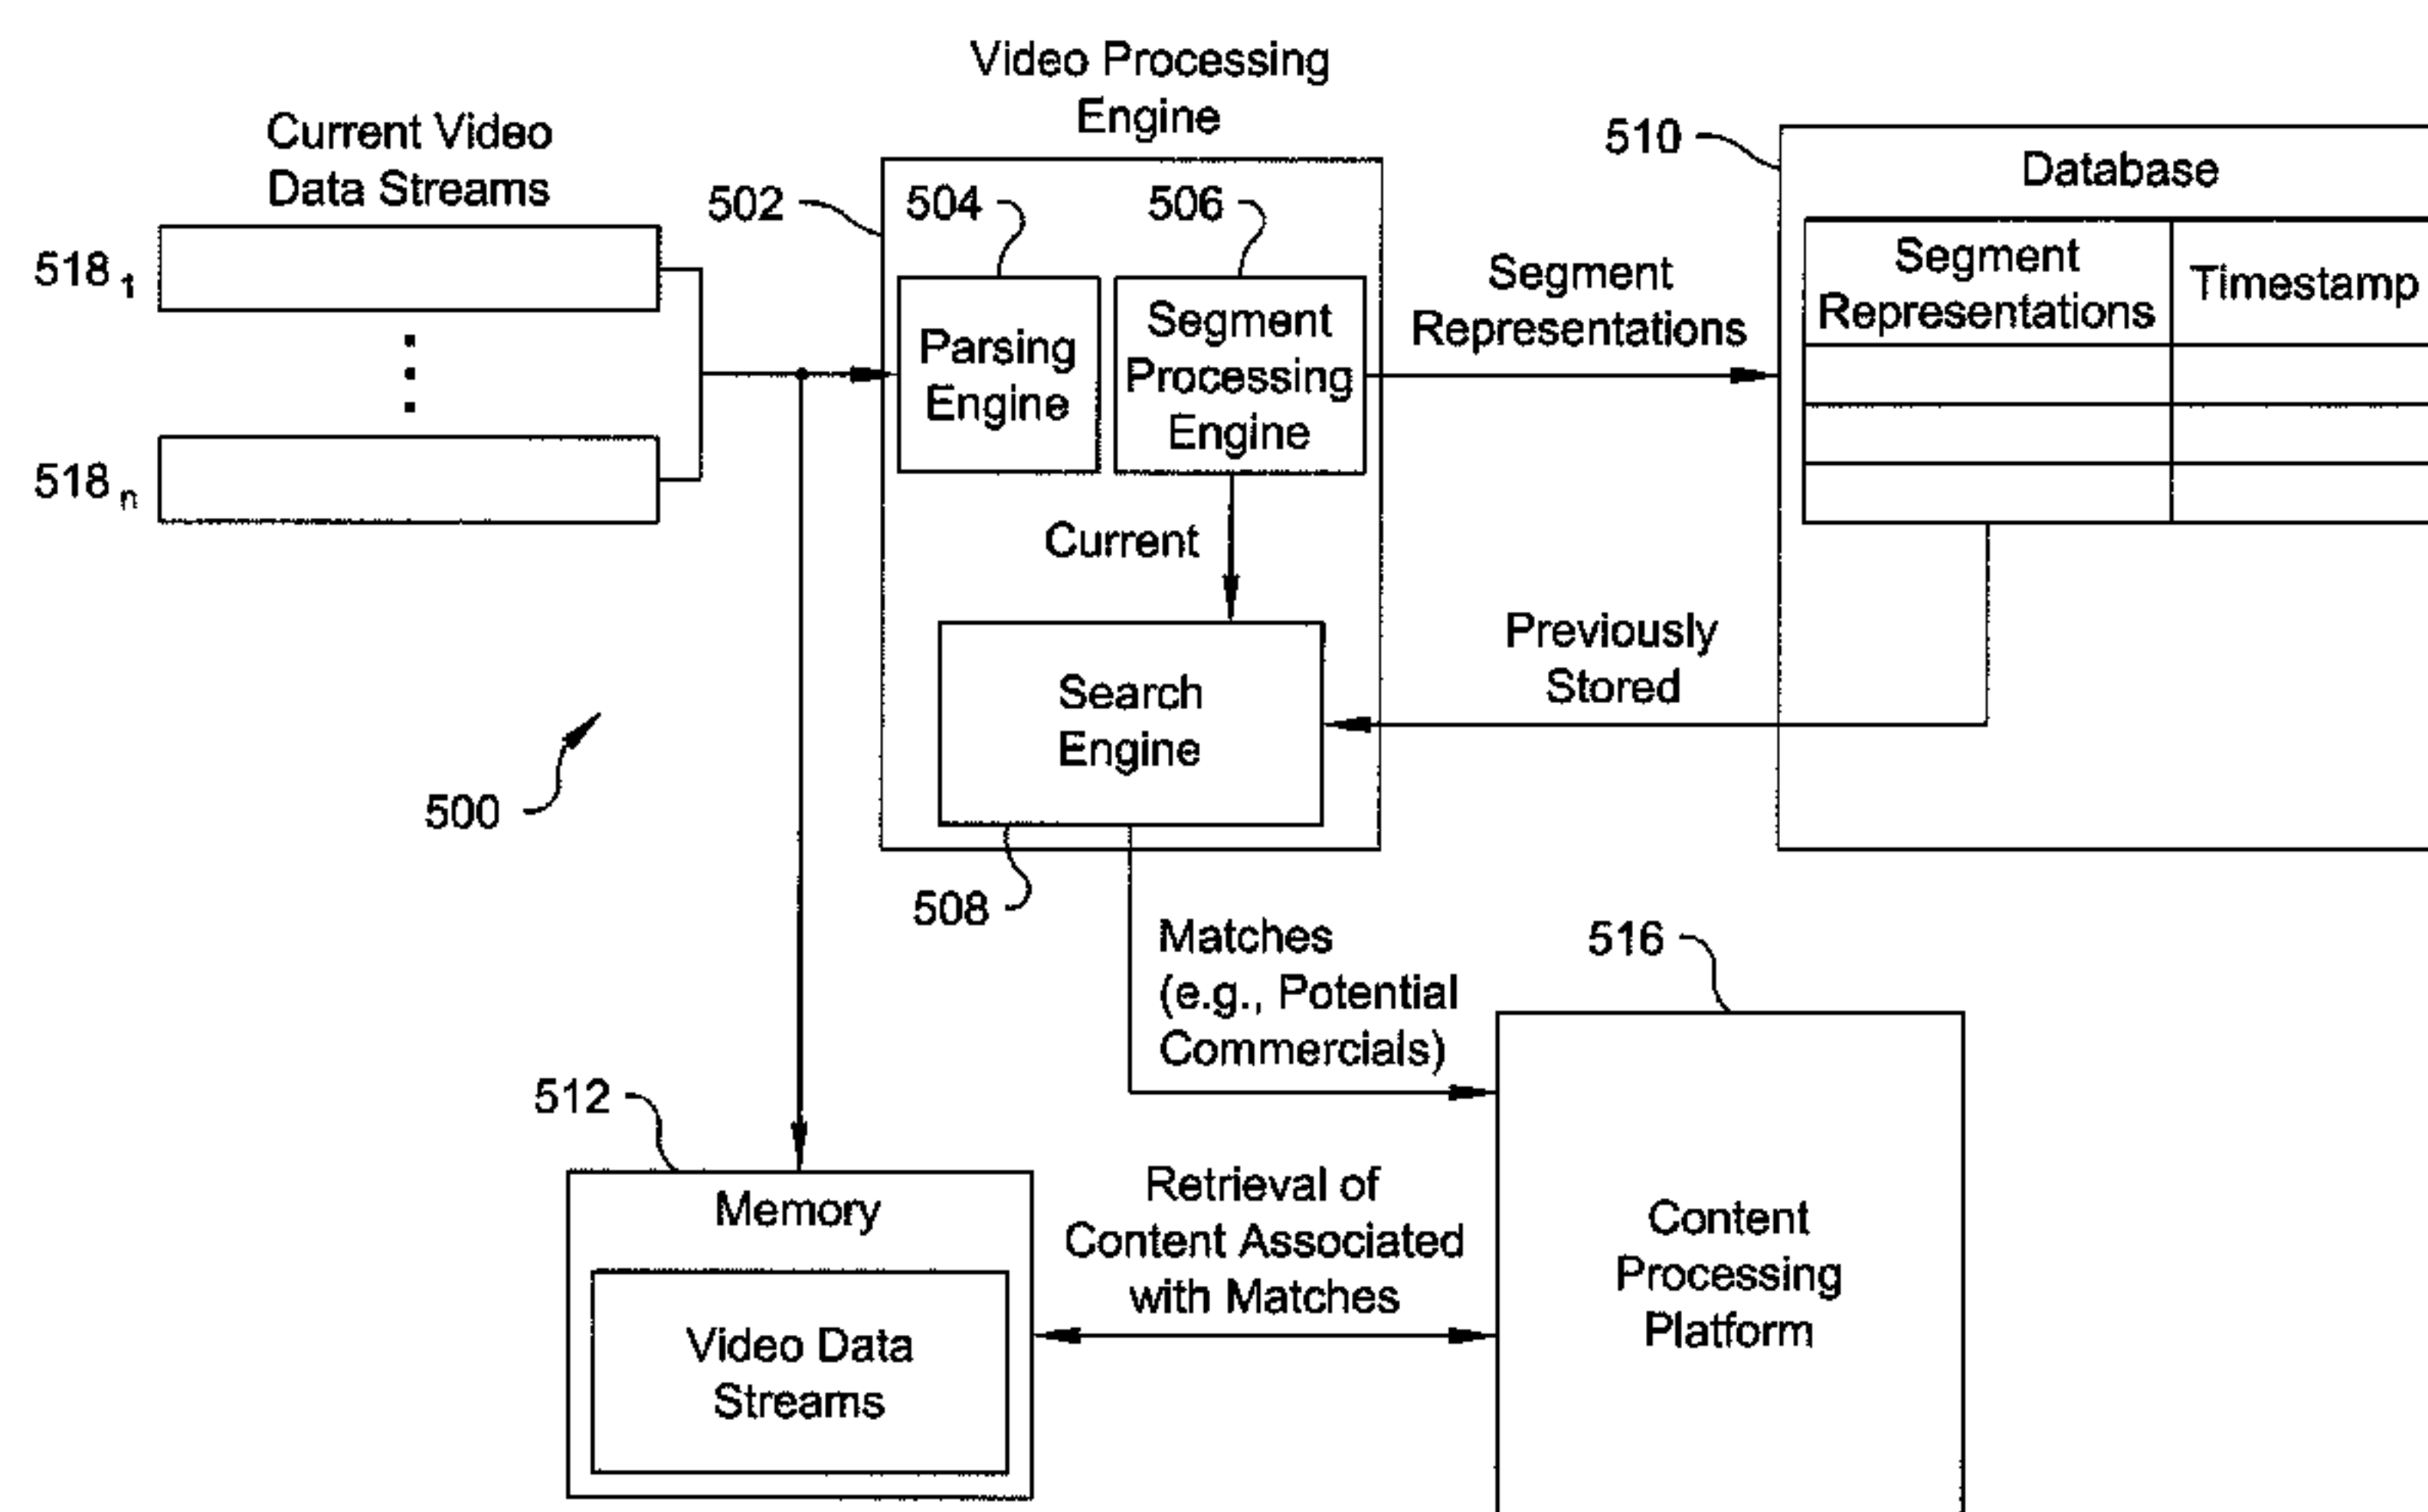 Video Processing
Engine
Current Video
Data Streams
518 1
518 n
502
504
506
Parsing
Engine
Segment
Processing
Engine
Segment
Representations
510
Database
Segment
Representations
Timestamp
Current
Search
Engine
Previously
Stored
500
508
Matches
(e.g., Potential
Commercials)
516
512
Memory
Video Data
Streams
Retrieval of
Content Associated
with Matches
Content
Processing
Platform